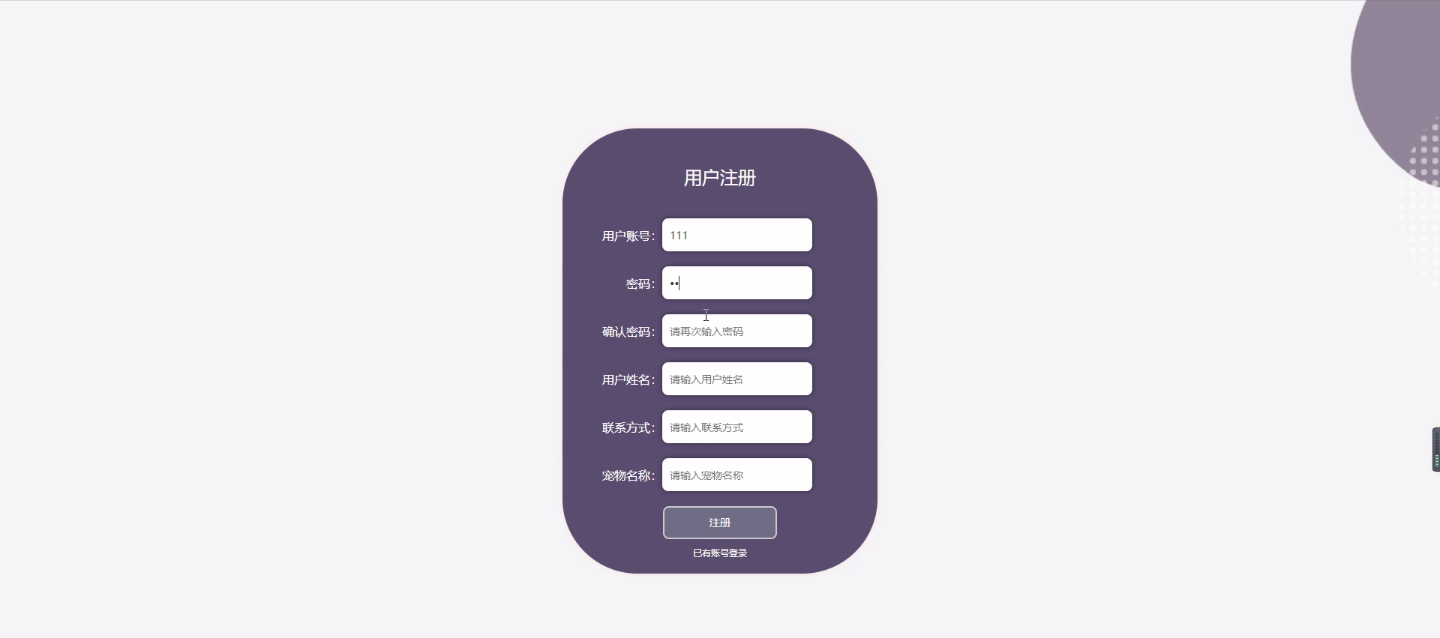 用户注册
用户账号： 111
密码： ••
确认密码： 请再次输入密码
用户姓名： 请输入用户姓名
联系方式： 请输入联系方式
宠物名称： 请输入宠物名称
注册
已有账号登录